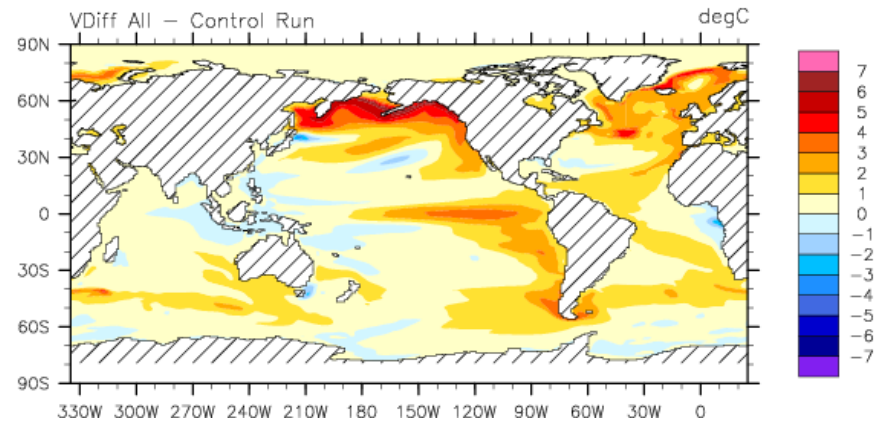 VDiff All – Control Run
degC
90N
60N
30N
0
30S
60S
90S
330W 300W 270W 240W 210W 180 150W 120W 90W 60W 30W 0
7
6
5
4
3
2
1
0
−1
−2
−3
−4
−5
−6
−7